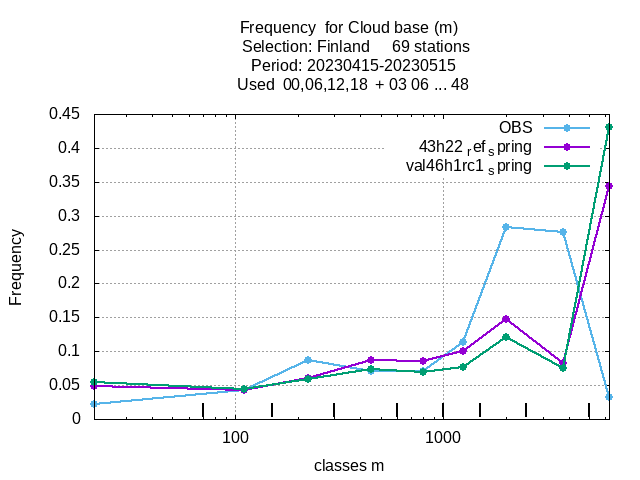 Frequency  for Cloud base (m)
Selection: Finland     69 stations
Period: 20230415-20230515
Used  00,06,12,18  + 03 06 ... 48
OBS
43h22 ref spring
val46h1rc1 spring
0.45
0.4
0.35
0.3
0.25
0.2
0.15
0.1
0.05
0
Frequency
100
1000
classes m